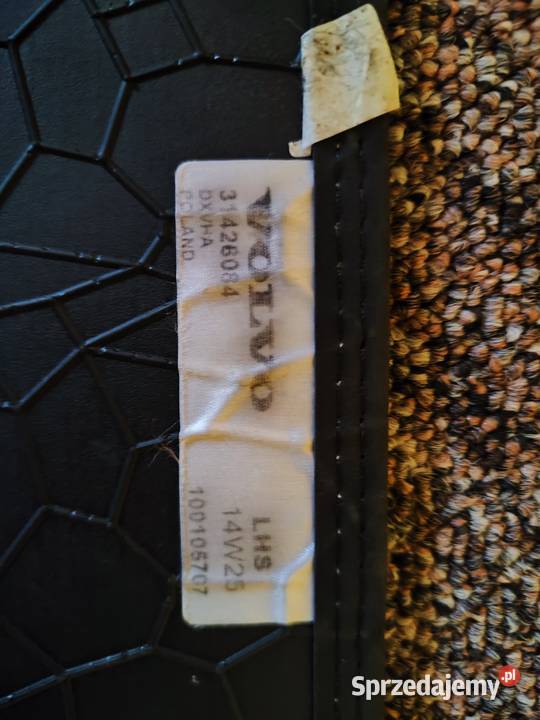 VOLVO
31426084
DXVHA
POLAND
LHS
14W25
100105707
Sprzedajemy.pl